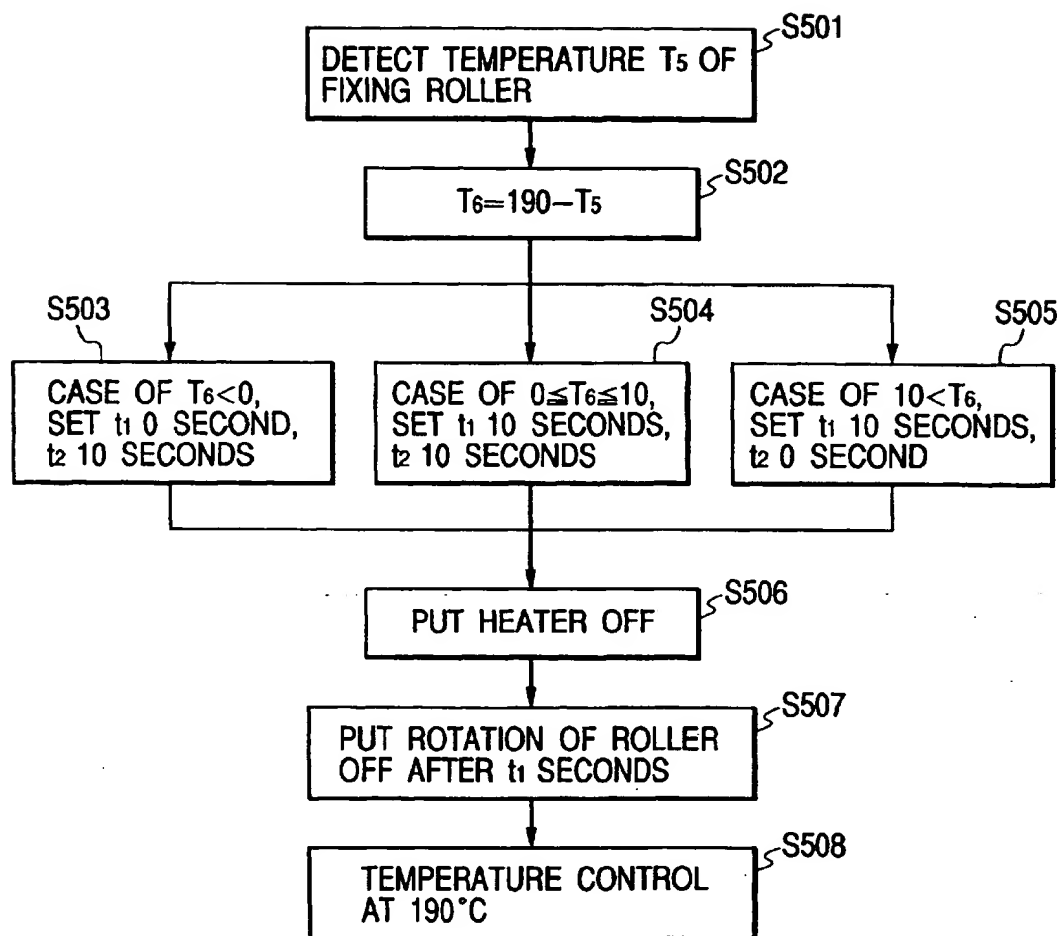 S501
DETECT TEMPERATURE T5 OF
FIXING ROLLER
S502
T6=190−T5
S503
CASE OF T6<0,
SET t1 0 SECOND,
t2 10 SECONDS
S504
CASE OF 0≦T6≦10,
SET t1 10 SECONDS,
t2 10 SECONDS
S505
CASE OF 10<T6,
SET t1 10 SECONDS,
t2 0 SECOND
S506
PUT HEATER OFF
S507
PUT ROTATION OF ROLLER
OFF AFTER t1 SECONDS
S508
TEMPERATURE CONTROL
AT 190°C